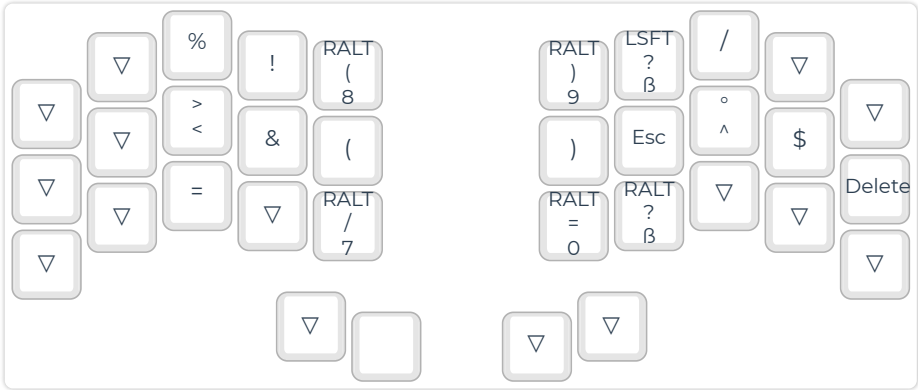 ▽ ▽ % ! RALT
(
8 RALT
)
9 LSFT
?
ß / ▽ ▽
▽ ▽ >
< & ( ) Esc °
^ $ Delete
▽ ▽ = ▽ RALT
/
7 RALT
=
0 RALT
?
ß ▽ ▽ ▽
▽ ▽ ▽